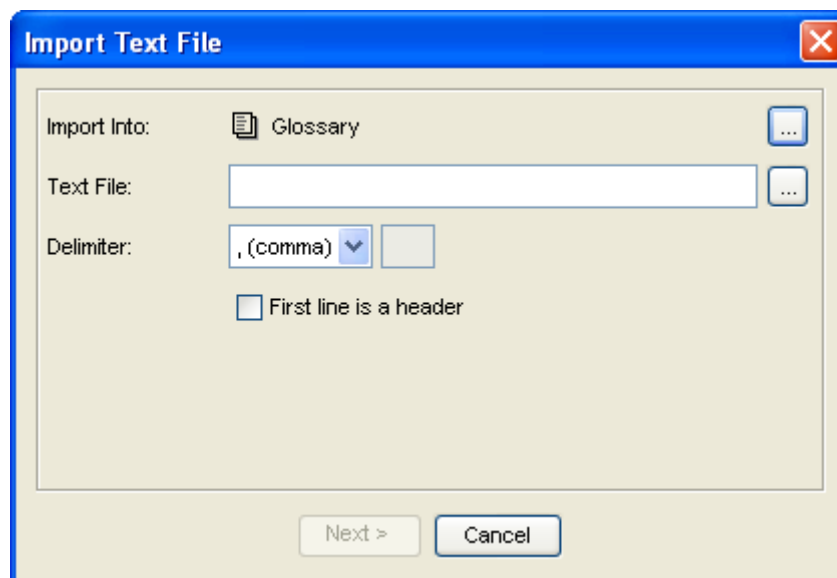 Import Text File
Import Into: Glossary ...
Text File: ...
Delimiter: , (comma)
First line is a header
Next > Cancel